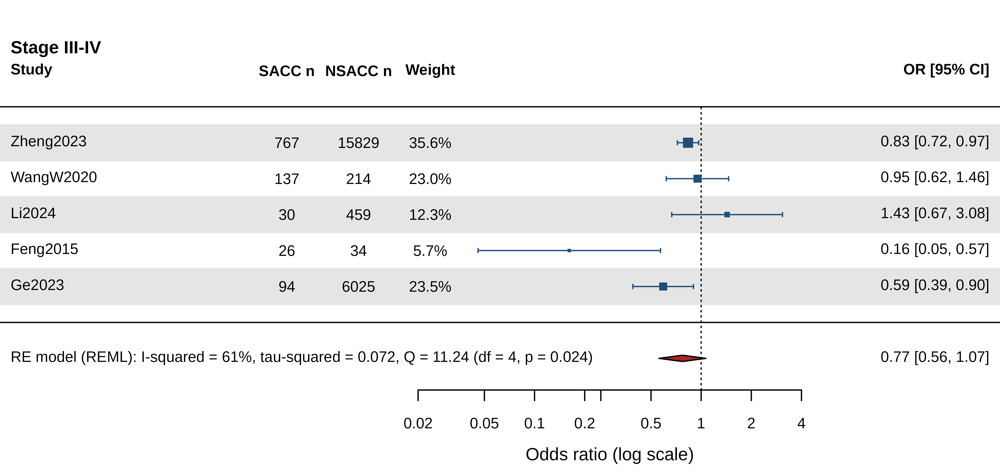 Stage III-IV
Study SACC n NSACC n Weight OR [95% CI]
Zheng2023 767 15829 35.6% 0.83 [0.72, 0.97]
WangW2020 137 214 23.0% 0.95 [0.62, 1.46]
Li2024 30 459 12.3% 1.43 [0.67, 3.08]
Feng2015 26 34 5.7% 0.16 [0.05, 0.57]
Ge2023 94 6025 23.5% 0.59 [0.39, 0.90]
RE model (REML): I-squared = 61%, tau-squared = 0.072, Q = 11.24 (df = 4, p = 0.024) 0.77 [0.56, 1.07]
0.02 0.05 0.1 0.2 0.5 1 2 4
Odds ratio (log scale)